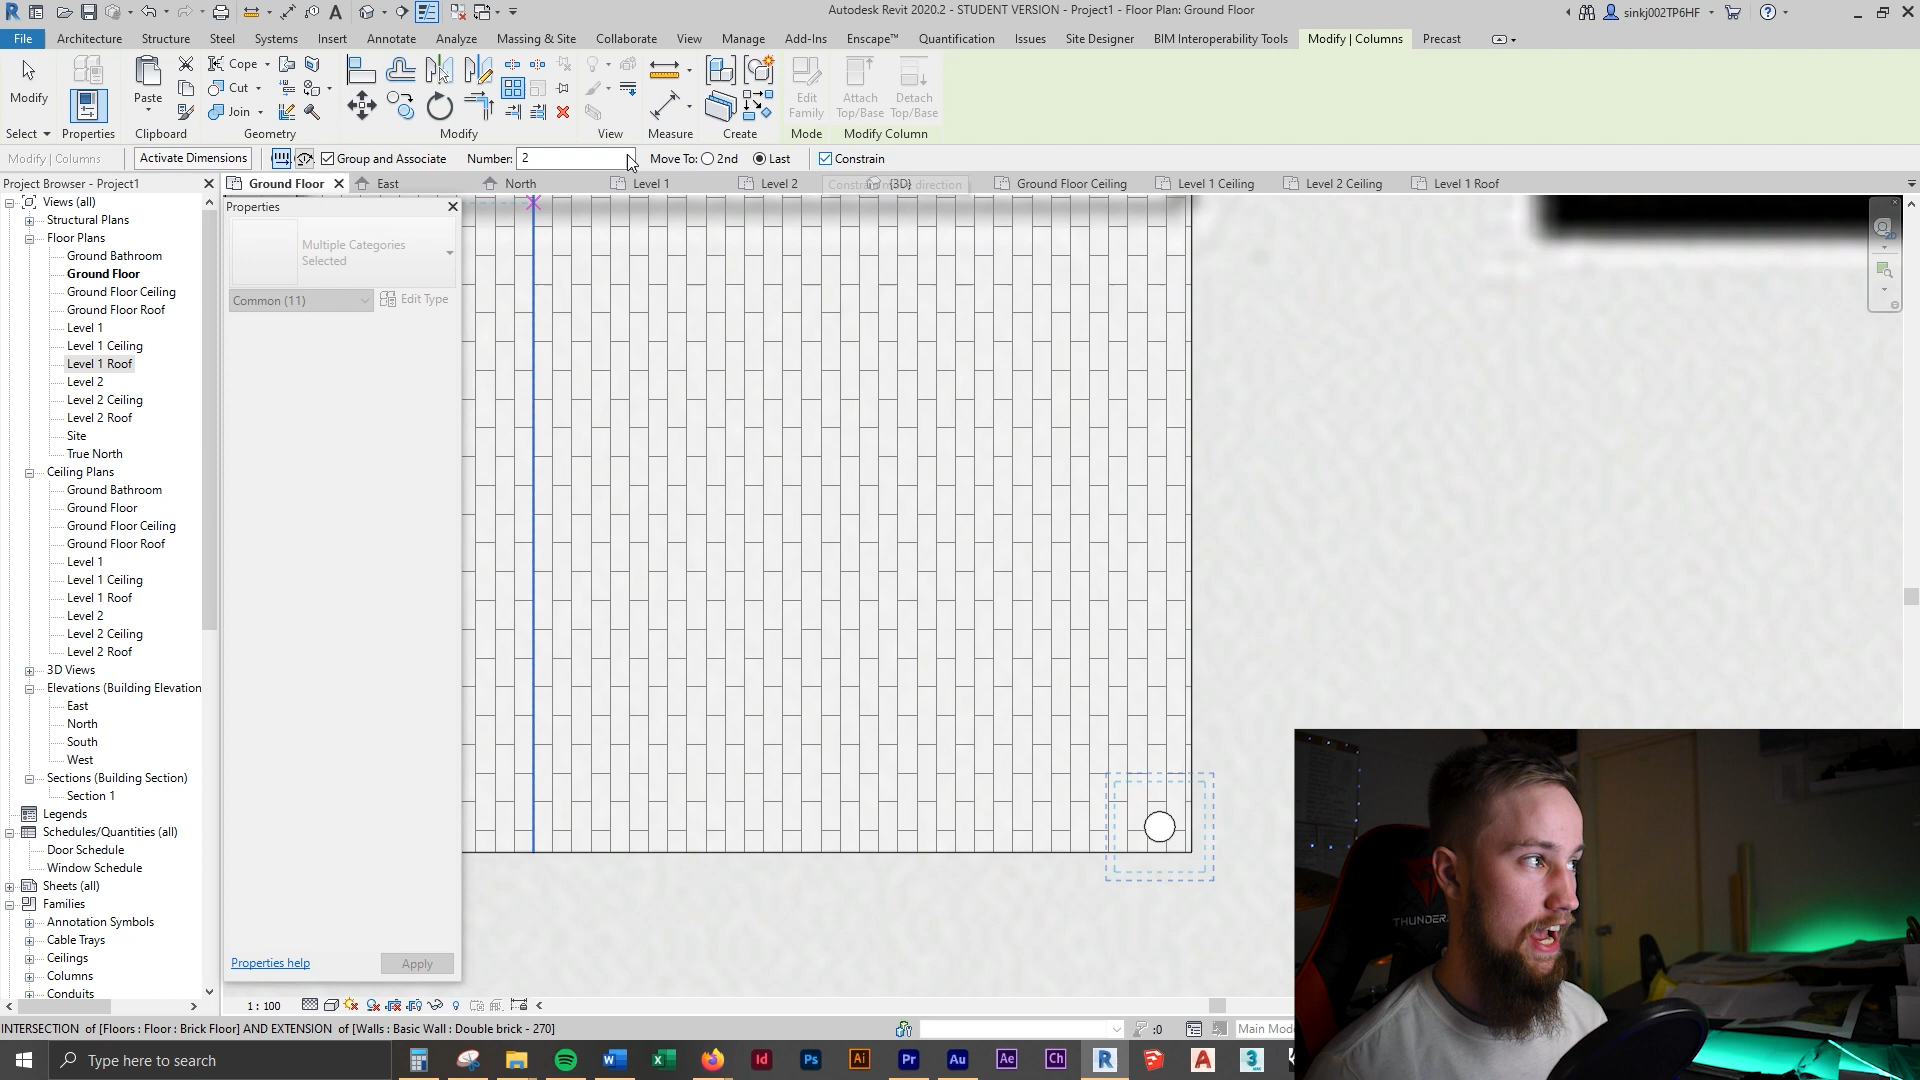 Autodesk Revit 2020.2 - STUDENT VERSION - Project1 - Floor Plan: Ground Floor
sinkj002TP6HF
File Architecture Structure Steel Systems Insert Annotate Analyze Massing & Site Collaborate View Manage Add-Ins Enscape™ Quantification Issues Site Designer BIM Interoperability Tools Modify | Columns Precast
Cope
Cut
Join
Modify
Paste
Edit Family
Attach Top/Base
Detach Top/Base
Select Properties Clipboard Geometry Modify View Measure Create Mode Modify Column
Modify | Columns Activate Dimensions Group and Associate Number: 2 Move To: 2nd Last Constrain
Project Browser - Project1
Ground Floor East North Level 1 Level 2 {3D} Ground Floor Ceiling Level 1 Ceiling Level 2 Ceiling Level 1 Roof
Views (all)
Structural Plans
Floor Plans
Ground Bathroom
Ground Floor
Ground Floor Ceiling
Ground Floor Roof
Level 1
Level 1 Ceiling
Level 1 Roof
Level 2
Level 2 Ceiling
Level 2 Roof
Site
True North
Ceiling Plans
Ground Bathroom
Ground Floor
Ground Floor Ceiling
Ground Floor Roof
Level 1
Level 1 Ceiling
Level 1 Roof
Level 2
Level 2 Ceiling
Level 2 Roof
3D Views
Elevations (Building Elevation
East
North
South
West
Sections (Building Section)
Section 1
Legends
Schedules/Quantities (all)
Door Schedule
Window Schedule
Sheets (all)
Families
Annotation Symbols
Cable Trays
Ceilings
Columns
Conduits
Properties
Multiple Categories
Selected
Common (11) Edit Type
Properties help Apply
1 : 100
INTERSECTION of [Floors : Floor : Brick Floor] AND EXTENSION of [Walls : Basic Wall : Double brick - 270]
:0
Main Mod
THUNDER
Type here to search